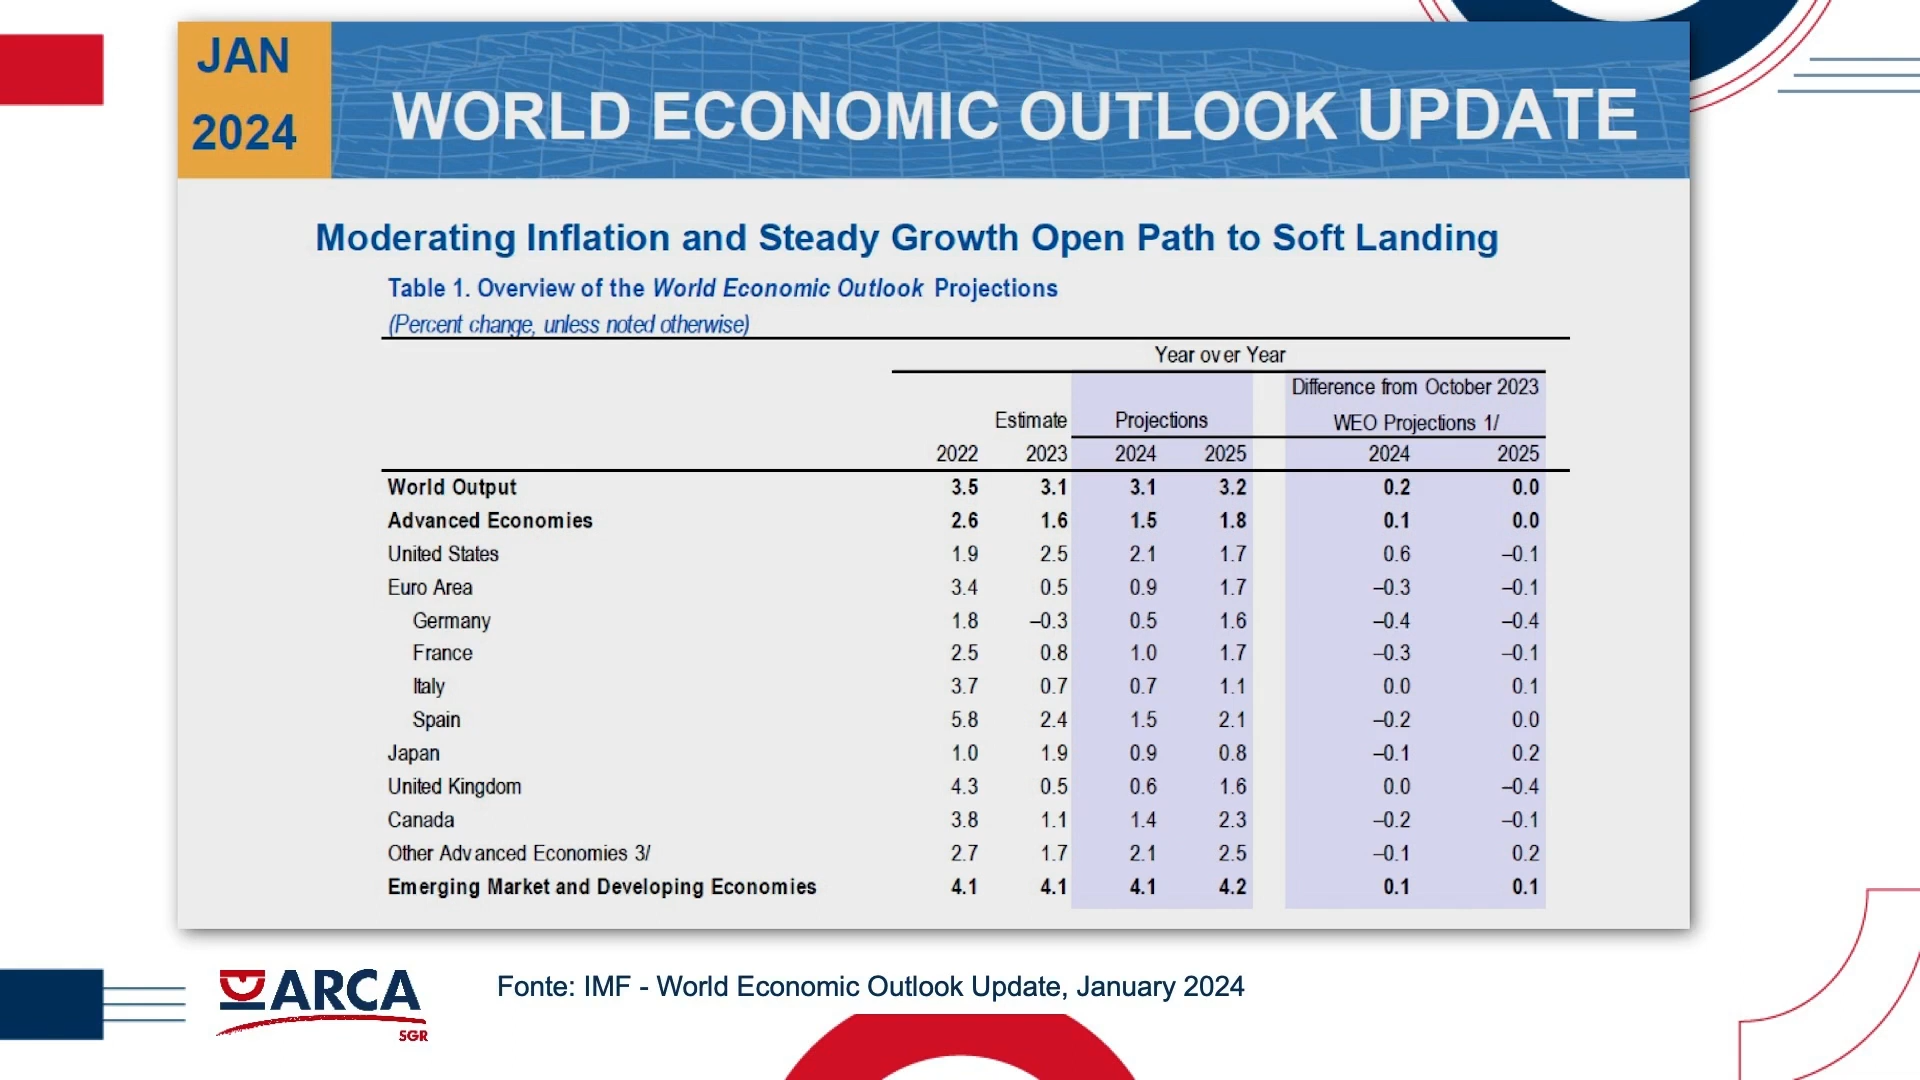 JAN
2024
WORLD ECONOMIC OUTLOOK UPDATE
Moderating Inflation and Steady Growth Open Path to Soft Landing
Table 1. Overview of the World Economic Outlook Projections
(Percent change, unless noted otherwise)
Year over Year
Difference from October 2023
Estimate Projections WEO Projections 1/
2022 2023 2024 2025 2024 2025
World Output 3.5 3.1 3.1 3.2 0.2 0.0
Advanced Economies 2.6 1.6 1.5 1.8 0.1 0.0
United States 1.9 2.5 2.1 1.7 0.6 –0.1
Euro Area 3.4 0.5 0.9 1.7 –0.3 –0.1
Germany 1.8 –0.3 0.5 1.6 –0.4 –0.4
France 2.5 0.8 1.0 1.7 –0.3 –0.1
Italy 3.7 0.7 0.7 1.1 0.0 0.1
Spain 5.8 2.4 1.5 2.1 –0.2 0.0
Japan 1.0 1.9 0.9 0.8 –0.1 0.2
United Kingdom 4.3 0.5 0.6 1.6 0.0 –0.4
Canada 3.8 1.1 1.4 2.3 –0.2 –0.1
Other Advanced Economies 3/ 2.7 1.7 2.1 2.5 –0.1 0.2
Emerging Market and Developing Economies 4.1 4.1 4.1 4.2 0.1 0.1
ARCA
SGR
Fonte: IMF - World Economic Outlook Update, January 2024